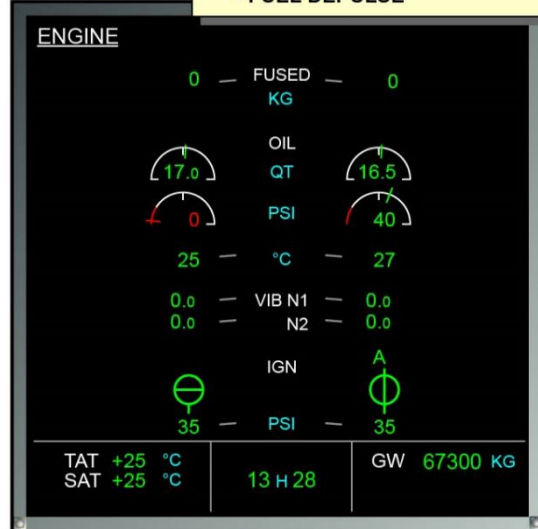 ENGINE
0 FUSED 0
KG
OIL
17.0 QT 16.5
0 PSI 40
25 °C 27
0.0 VIB N1 0.0
0.0 N2 0.0
IGN
A
35 PSI 35
TAT +25 °C
SAT +25 °C
13 H 28
GW 67300 KG